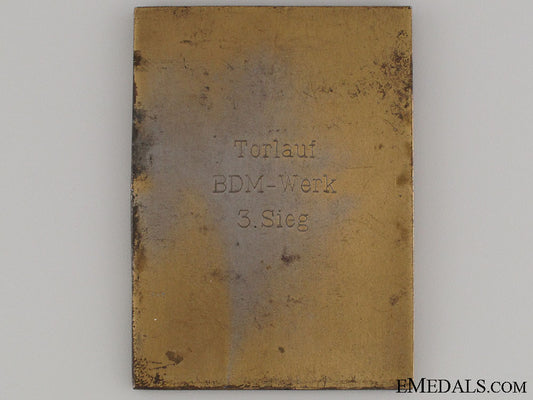 Torlauf
BDM-Werk
3. Sieg
EMEDALS.COM